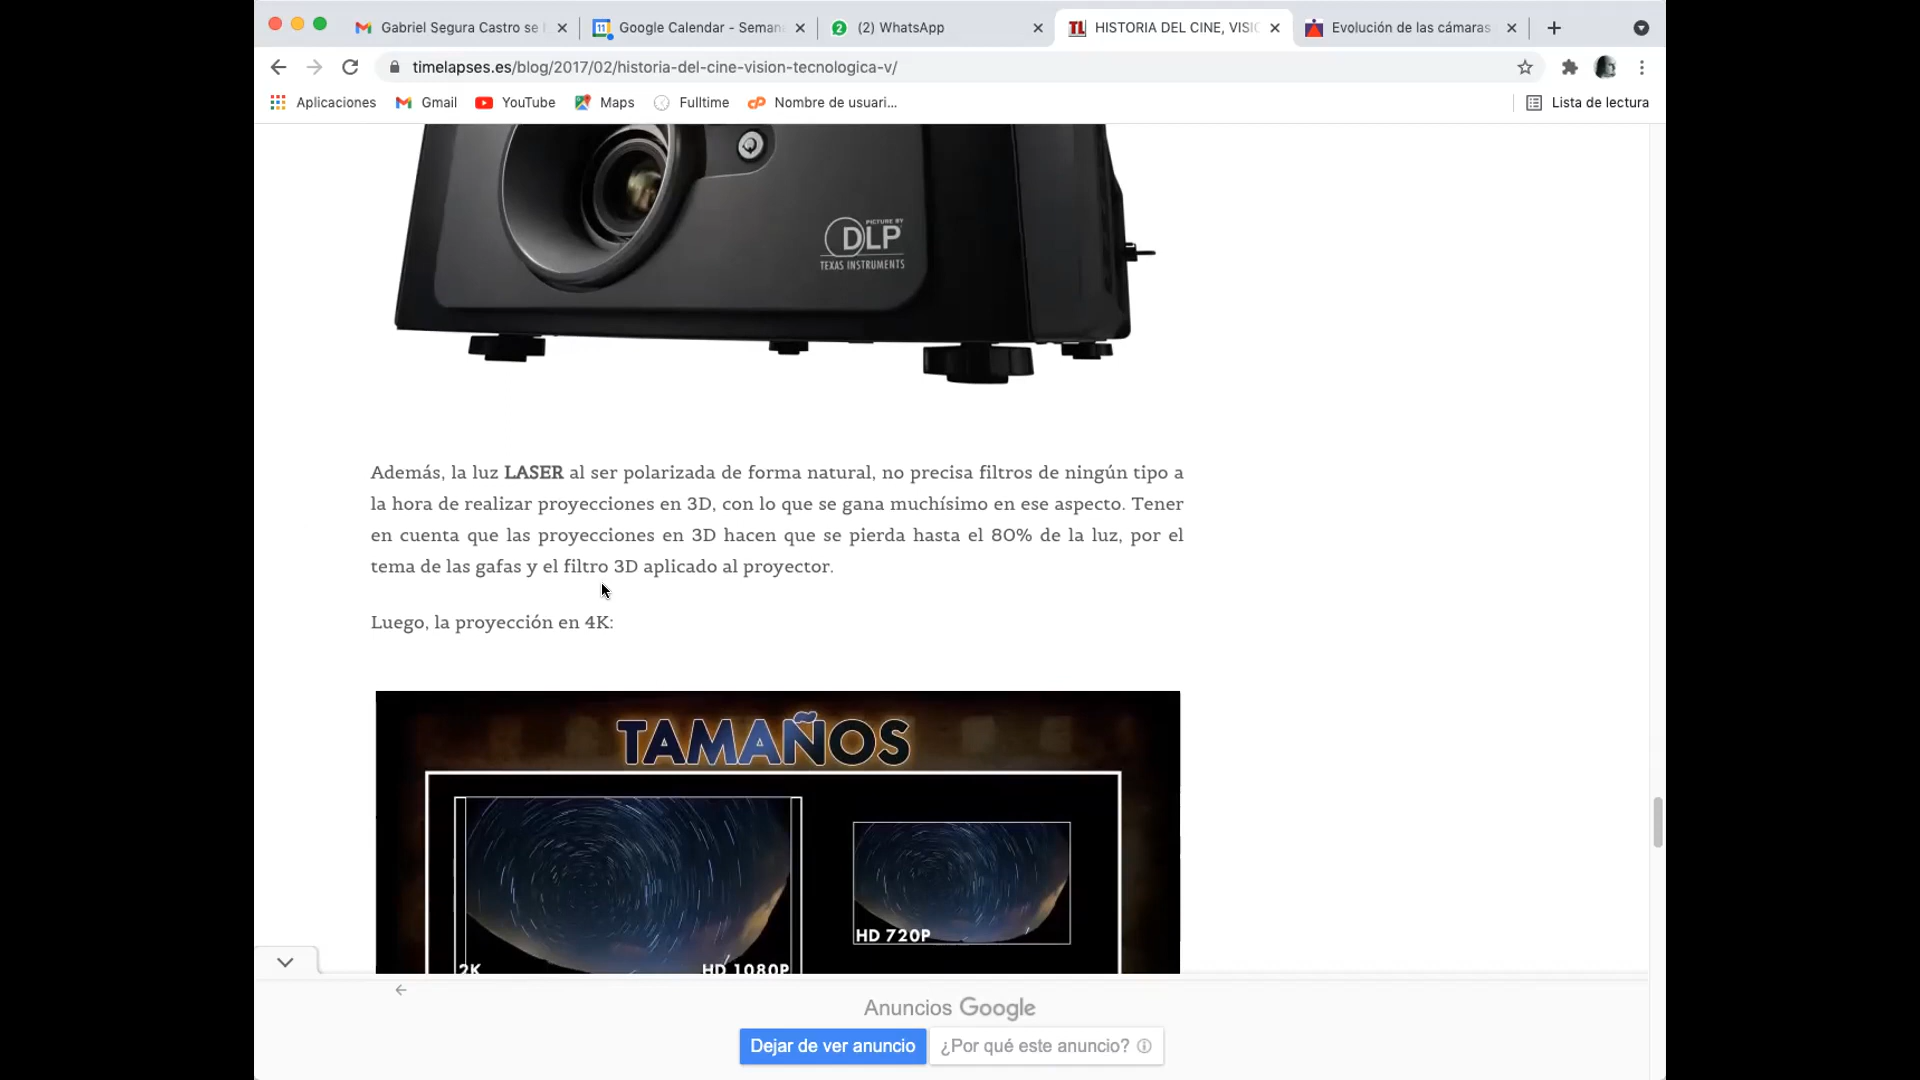 Gabriel Segura Castro se
Google Calendar - Seman
(2) WhatsApp
HISTORIA DEL CINE, VISI
Evolución de las cámaras
timelapses.es/blog/2017/02/historia-del-cine-vision-tecnologica-v/
Aplicaciones
Gmail
YouTube
Maps
Fulltime
Nombre de usuari...
Lista de lectura
PICTURE BY
DLP
TEXAS INSTRUMENTS
Además, la luz LASER al ser polarizada de forma natural, no precisa filtros de ningún tipo a
la hora de realizar proyecciones en 3D, con lo que se gana muchísimo en ese aspecto. Tener
en cuenta que las proyecciones en 3D hacen que se pierda hasta el 80% de la luz, por el
tema de las gafas y el filtro 3D aplicado al proyector.
Luego, la proyección en 4K:
TAMAÑOS
HD 720P
2K
HD 1080P
Anuncios Google
Dejar de ver anuncio
¿Por qué este anuncio?